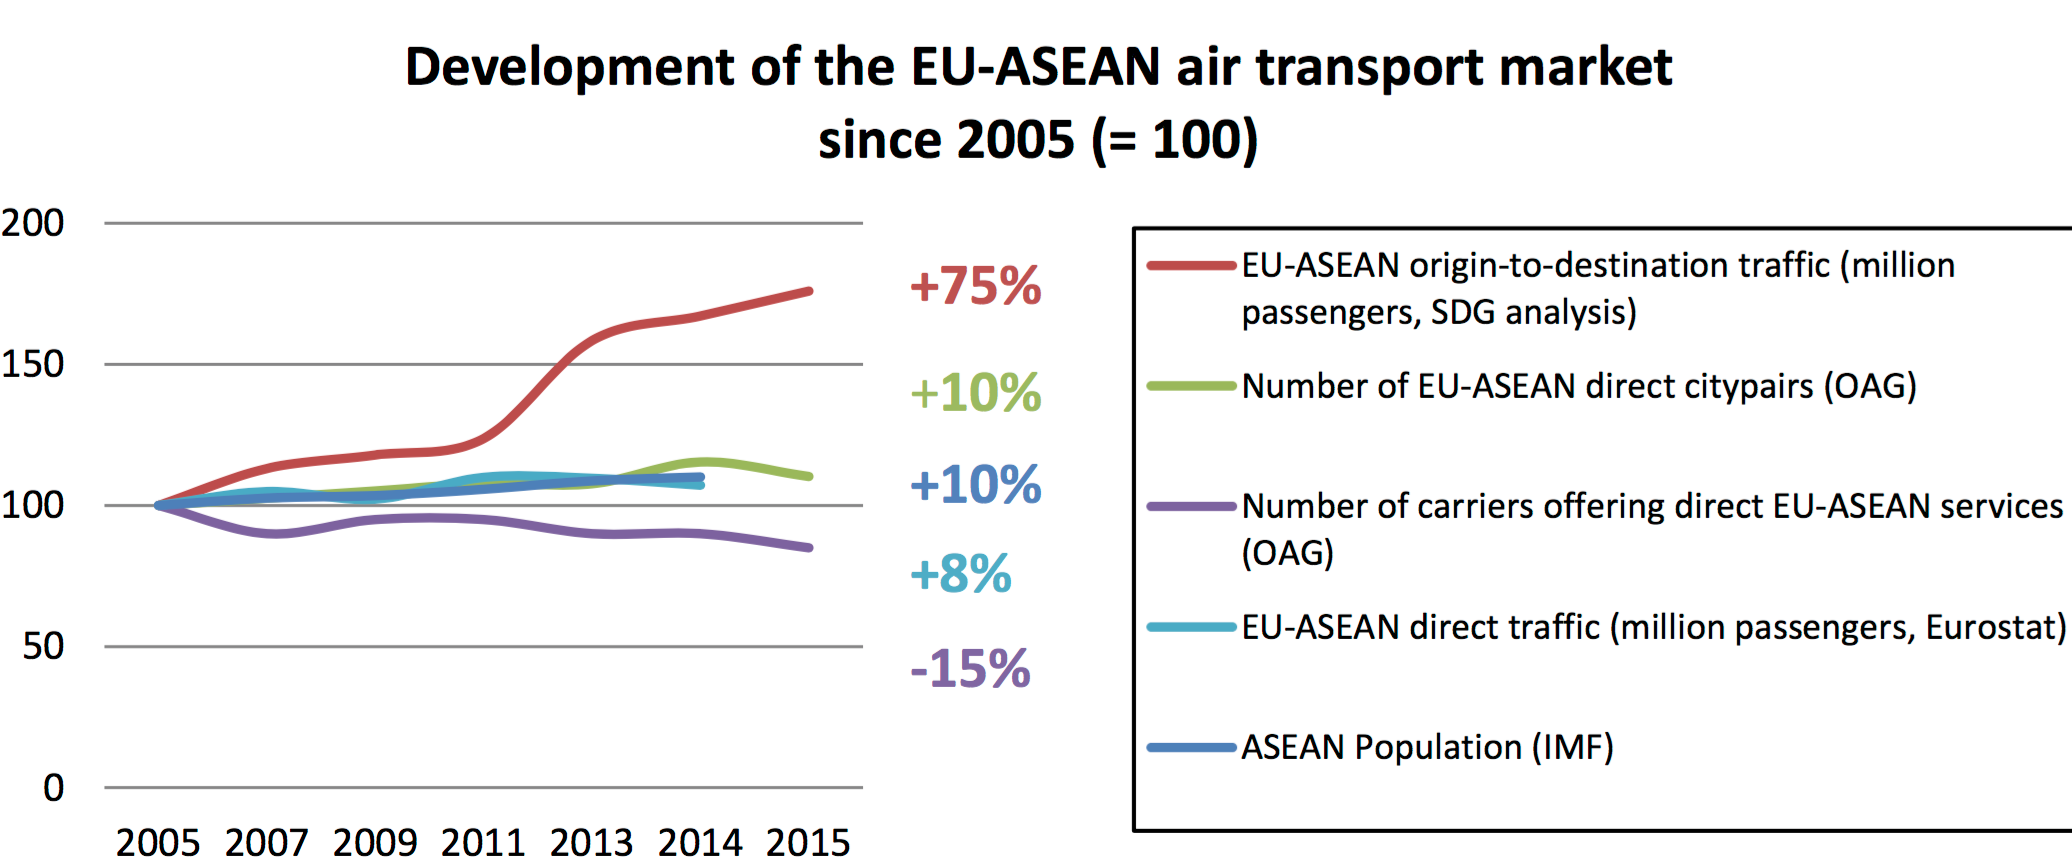 Development of the EU-ASEAN air transport market
since 2005 (= 100)
200
150
100
50
0
2005 2007 2009 2011 2013 2014 2015
+75%
+10%
+10%
+8%
-15%
EU-ASEAN origin-to-destination traffic (million
passengers, SDG analysis)
Number of EU-ASEAN direct citypairs (OAG)
Number of carriers offering direct EU-ASEAN services
(OAG)
EU-ASEAN direct traffic (million passengers, Eurostat)
ASEAN Population (IMF)